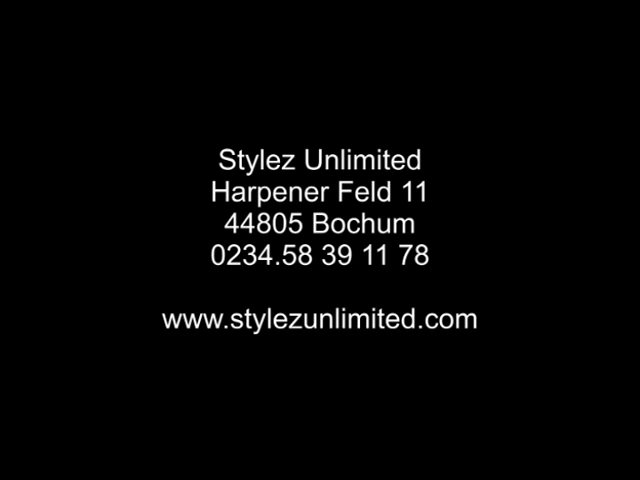 Stylez Unlimited
Harpener Feld 11
44805 Bochum
0234.58 39 11 78
www.stylezunlimited.com